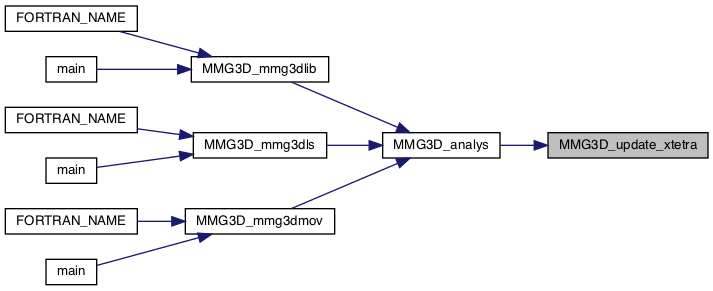 FORTRAN_NAME
main
MMG3D_mmg3dlib
FORTRAN_NAME
main
MMG3D_mmg3dls
MMG3D_analys
MMG3D_update_xtetra
FORTRAN_NAME
main
MMG3D_mmg3dmov